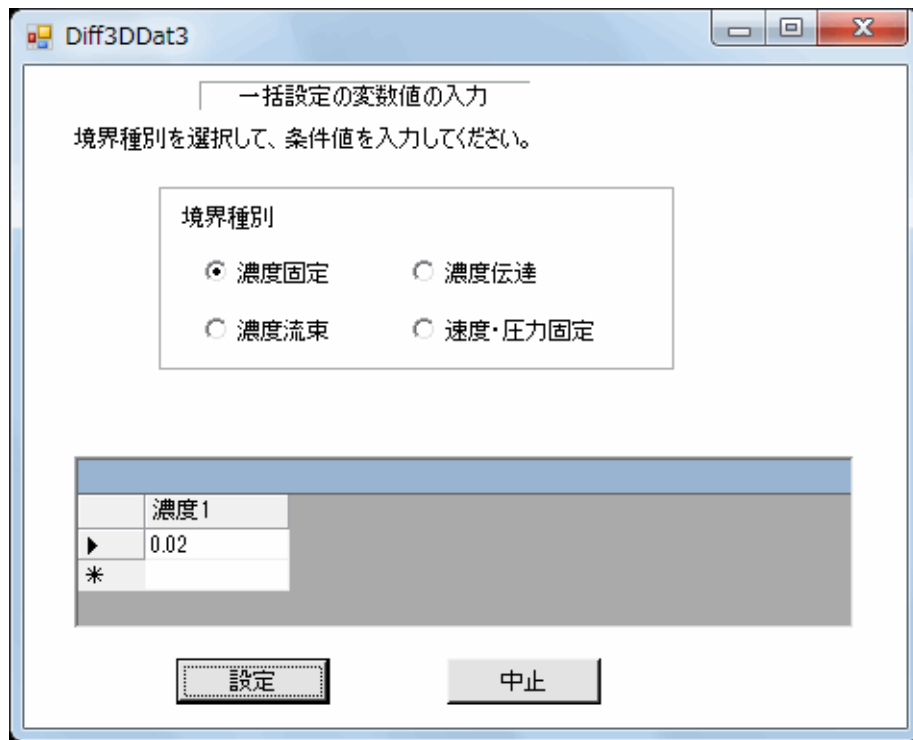 Diff3DDat3
一括設定の変数値の入力
境界種別を選択して、条件値を入力してください。
境界種別
濃度固定 濃度伝達
濃度流束 速度・圧力固定
濃度1
0.02
設定 中止